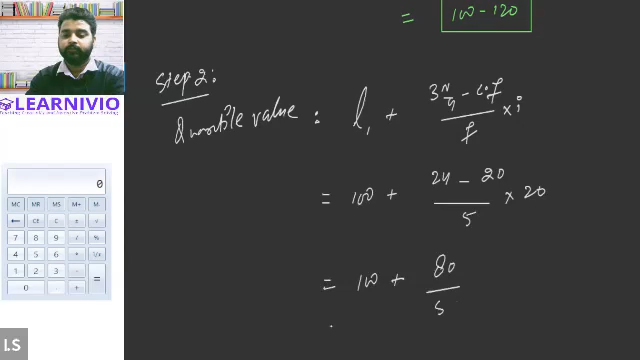 = 100 - 120
Step 2:
Quartile value : l₁ + (3N/4 - c.f)/f × i
= 100 + (24 - 20)/5 × 20
= 100 + 80/5
LEARNIVIO
0
MC MR MS M+ M-
← CE C ± √
7 8 9 / %
4 5 6 * 1/x
1 2 3 - =
0 . +
I.S